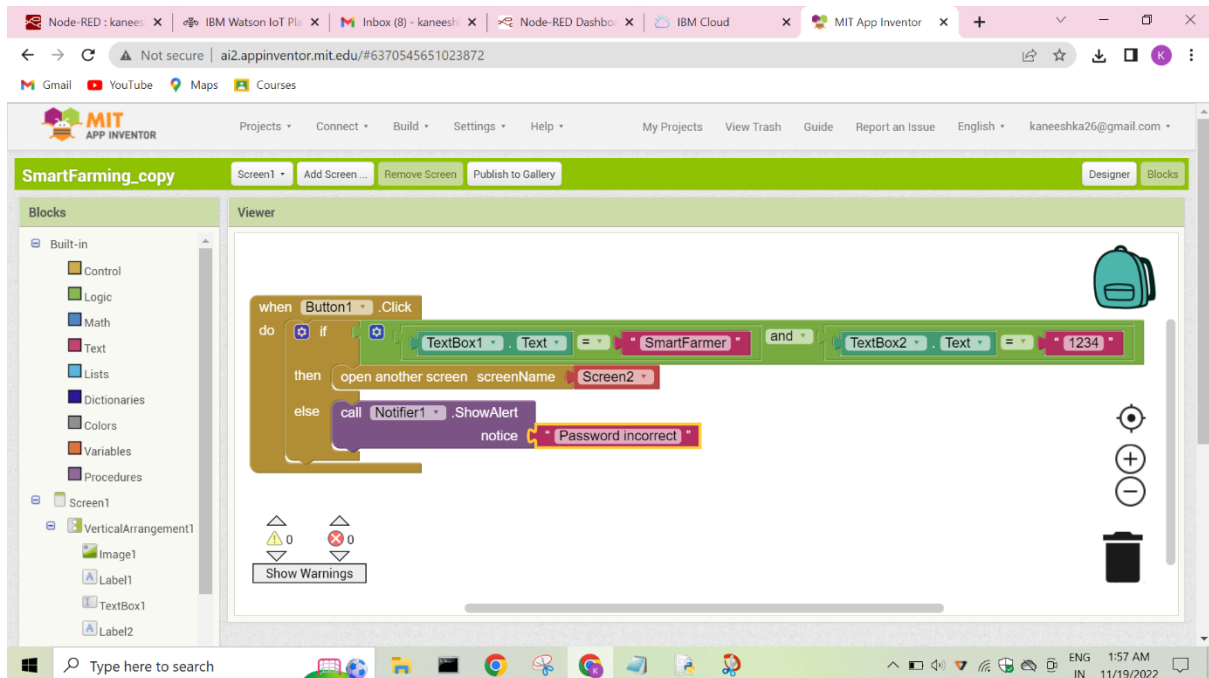 Node-RED : kanees
IBM Watson IoT Pla
Inbox (8) - kaneesh
Node-RED Dashbo
IBM Cloud
MIT App Inventor
Not secure
ai2.appinventor.mit.edu/#6370545651023872
K
Gmail YouTube Maps Courses
MIT
APP INVENTOR
Projects Connect Build Settings Help My Projects View Trash Guide Report an Issue English kaneeshka26@gmail.com
SmartFarming_copy Screen1 Add Screen ... Remove Screen Publish to Gallery Designer Blocks
Blocks
Viewer
Built-in
Control
Logic
Math
Text
Lists
Dictionaries
Colors
Variables
Procedures
Screen1
VerticalArrangement1
Image1
A Label1
TextBox1
A Label2
when Button1 .Click
do if TextBox1 . Text = " SmartFarmer " and TextBox2 . Text = " 1234 "
then open another screen screenName Screen2
else call Notifier1 .ShowAlert
notice " Password incorrect "
0 0
Show Warnings
Type here to search
ENG
IN
1:57 AM
11/19/2022